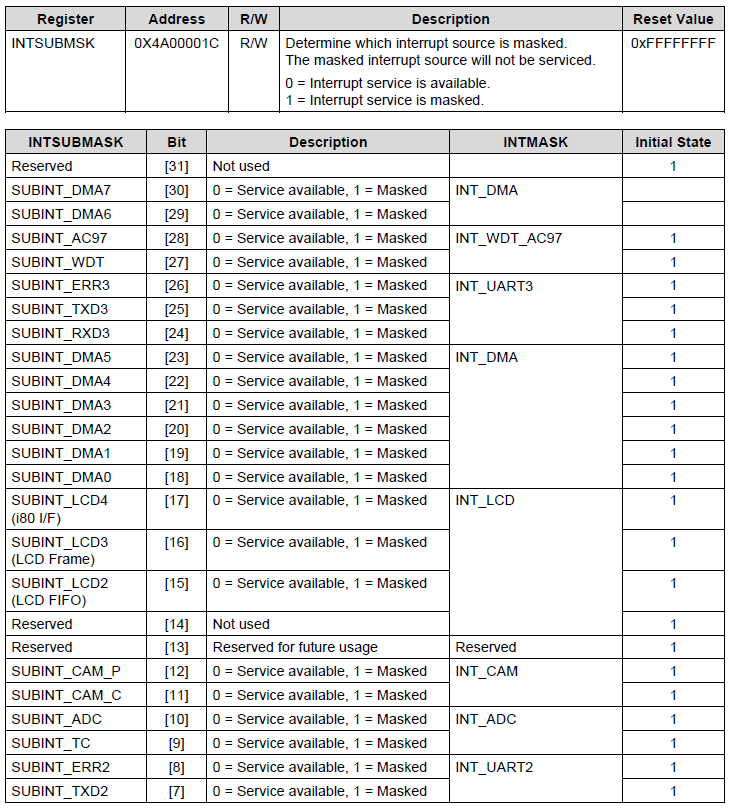 Register Address R/W Description Reset Value
INTSUBMSK 0X4A00001C R/W Determine which interrupt source is masked. 0xFFFFFFFF
The masked interrupt source will not be serviced.
0 = Interrupt service is available.
1 = Interrupt service is masked.
INTSUBMASK Bit Description INTMASK Initial State
Reserved [31] Not used 1
SUBINT_DMA7 [30] 0 = Service available, 1 = Masked INT_DMA
SUBINT_DMA6 [29] 0 = Service available, 1 = Masked
SUBINT_AC97 [28] 0 = Service available, 1 = Masked INT_WDT_AC97 1
SUBINT_WDT [27] 0 = Service available, 1 = Masked 1
SUBINT_ERR3 [26] 0 = Service available, 1 = Masked INT_UART3 1
SUBINT_TXD3 [25] 0 = Service available, 1 = Masked 1
SUBINT_RXD3 [24] 0 = Service available, 1 = Masked 1
SUBINT_DMA5 [23] 0 = Service available, 1 = Masked INT_DMA 1
SUBINT_DMA4 [22] 0 = Service available, 1 = Masked 1
SUBINT_DMA3 [21] 0 = Service available, 1 = Masked 1
SUBINT_DMA2 [20] 0 = Service available, 1 = Masked 1
SUBINT_DMA1 [19] 0 = Service available, 1 = Masked 1
SUBINT_DMA0 [18] 0 = Service available, 1 = Masked 1
SUBINT_LCD4 [17] 0 = Service available, 1 = Masked INT_LCD 1
(i80 I/F)
SUBINT_LCD3 [16] 0 = Service available, 1 = Masked 1
(LCD Frame)
SUBINT_LCD2 [15] 0 = Service available, 1 = Masked 1
(LCD FIFO)
Reserved [14] Not used 1
Reserved [13] Reserved for future usage Reserved 1
SUBINT_CAM_P [12] 0 = Service available, 1 = Masked INT_CAM 1
SUBINT_CAM_C [11] 0 = Service available, 1 = Masked 1
SUBINT_ADC [10] 0 = Service available, 1 = Masked INT_ADC 1
SUBINT_TC [9] 0 = Service available, 1 = Masked 1
SUBINT_ERR2 [8] 0 = Service available, 1 = Masked INT_UART2 1
SUBINT_TXD2 [7] 0 = Service available, 1 = Masked 1